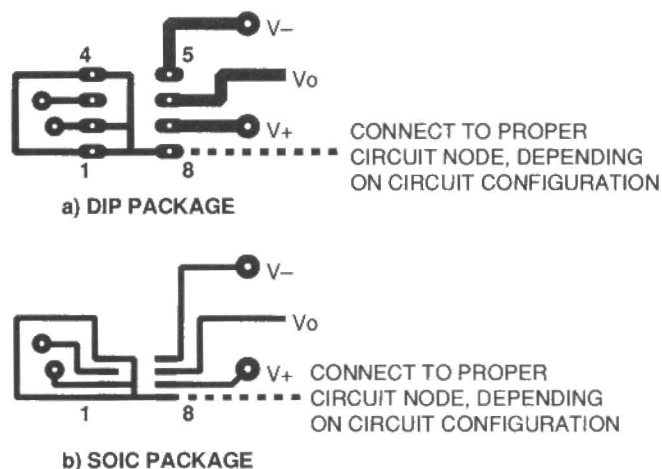 V–
4
5
Vo
V+
CONNECT TO PROPER
CIRCUIT NODE, DEPENDING
ON CIRCUIT CONFIGURATION
1
8
a) DIP PACKAGE
V–
Vo
V+
CONNECT TO PROPER
CIRCUIT NODE, DEPENDING
ON CIRCUIT CONFIGURATION
1
8
b) SOIC PACKAGE